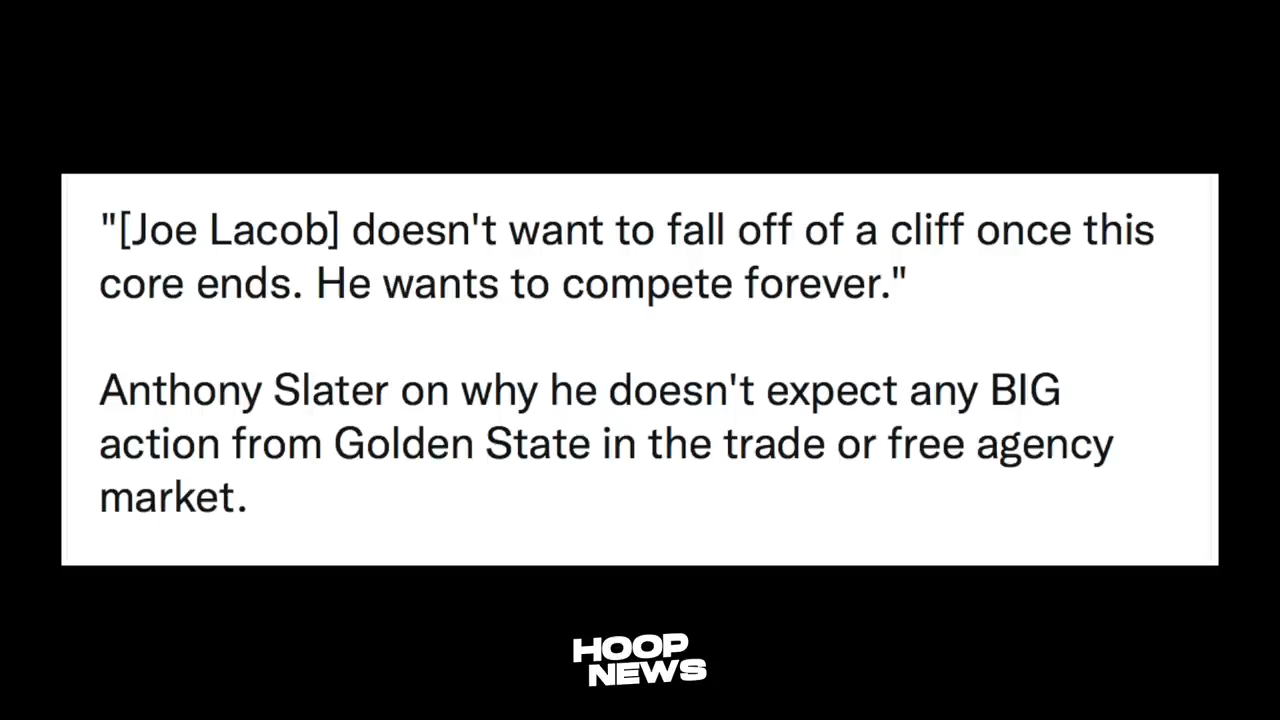 "[Joe Lacob] doesn't want to fall off of a cliff once this
core ends. He wants to compete forever."
Anthony Slater on why he doesn't expect any BIG
action from Golden State in the trade or free agency
market.
HOOP
NEWS